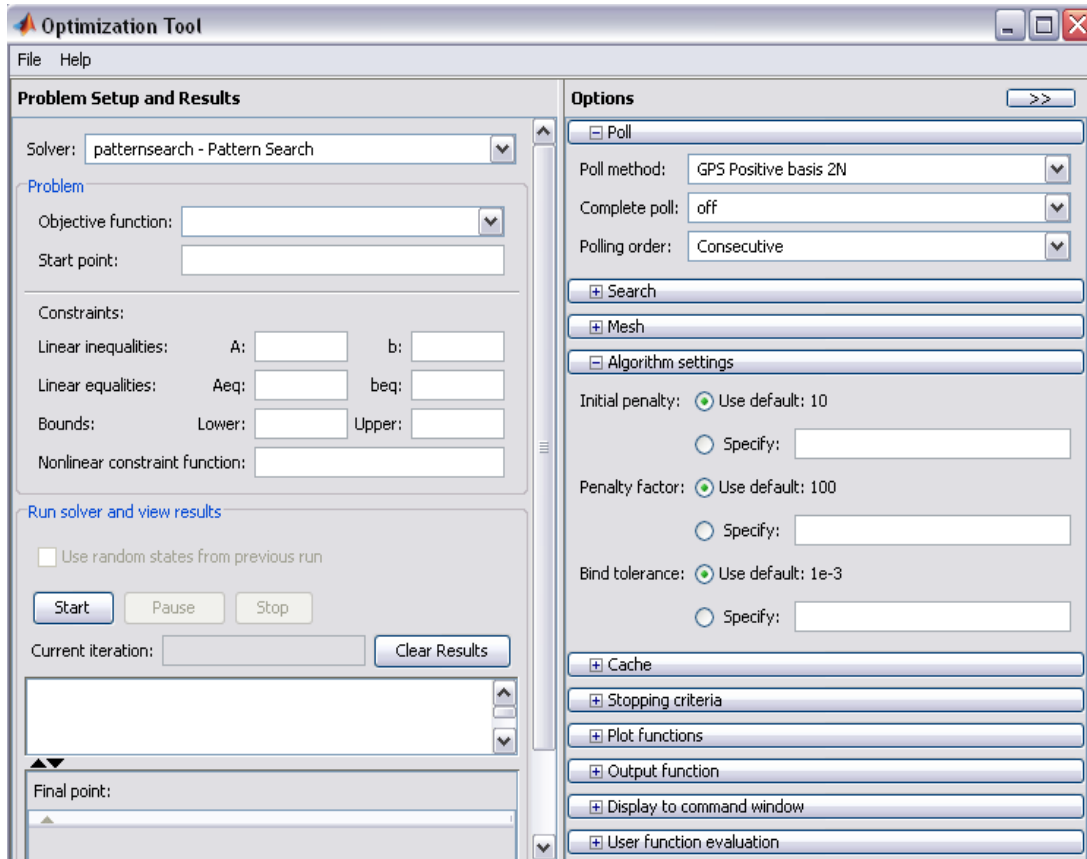 Optimization Tool
File Help
Problem Setup and Results
Solver: patternsearch - Pattern Search
Problem
Objective function:
Start point:
Constraints:
Linear inequalities: A: b:
Linear equalities: Aeq: beq:
Bounds: Lower: Upper:
Nonlinear constraint function:
Run solver and view results
Use random states from previous run
Start Pause Stop
Current iteration: Clear Results
Final point:
Options >>
Poll
Poll method: GPS Positive basis 2N
Complete poll: off
Polling order: Consecutive
Search
Mesh
Algorithm settings
Initial penalty: Use default: 10
Specify:
Penalty factor: Use default: 100
Specify:
Bind tolerance: Use default: 1e-3
Specify:
Cache
Stopping criteria
Plot functions
Output function
Display to command window
User function evaluation